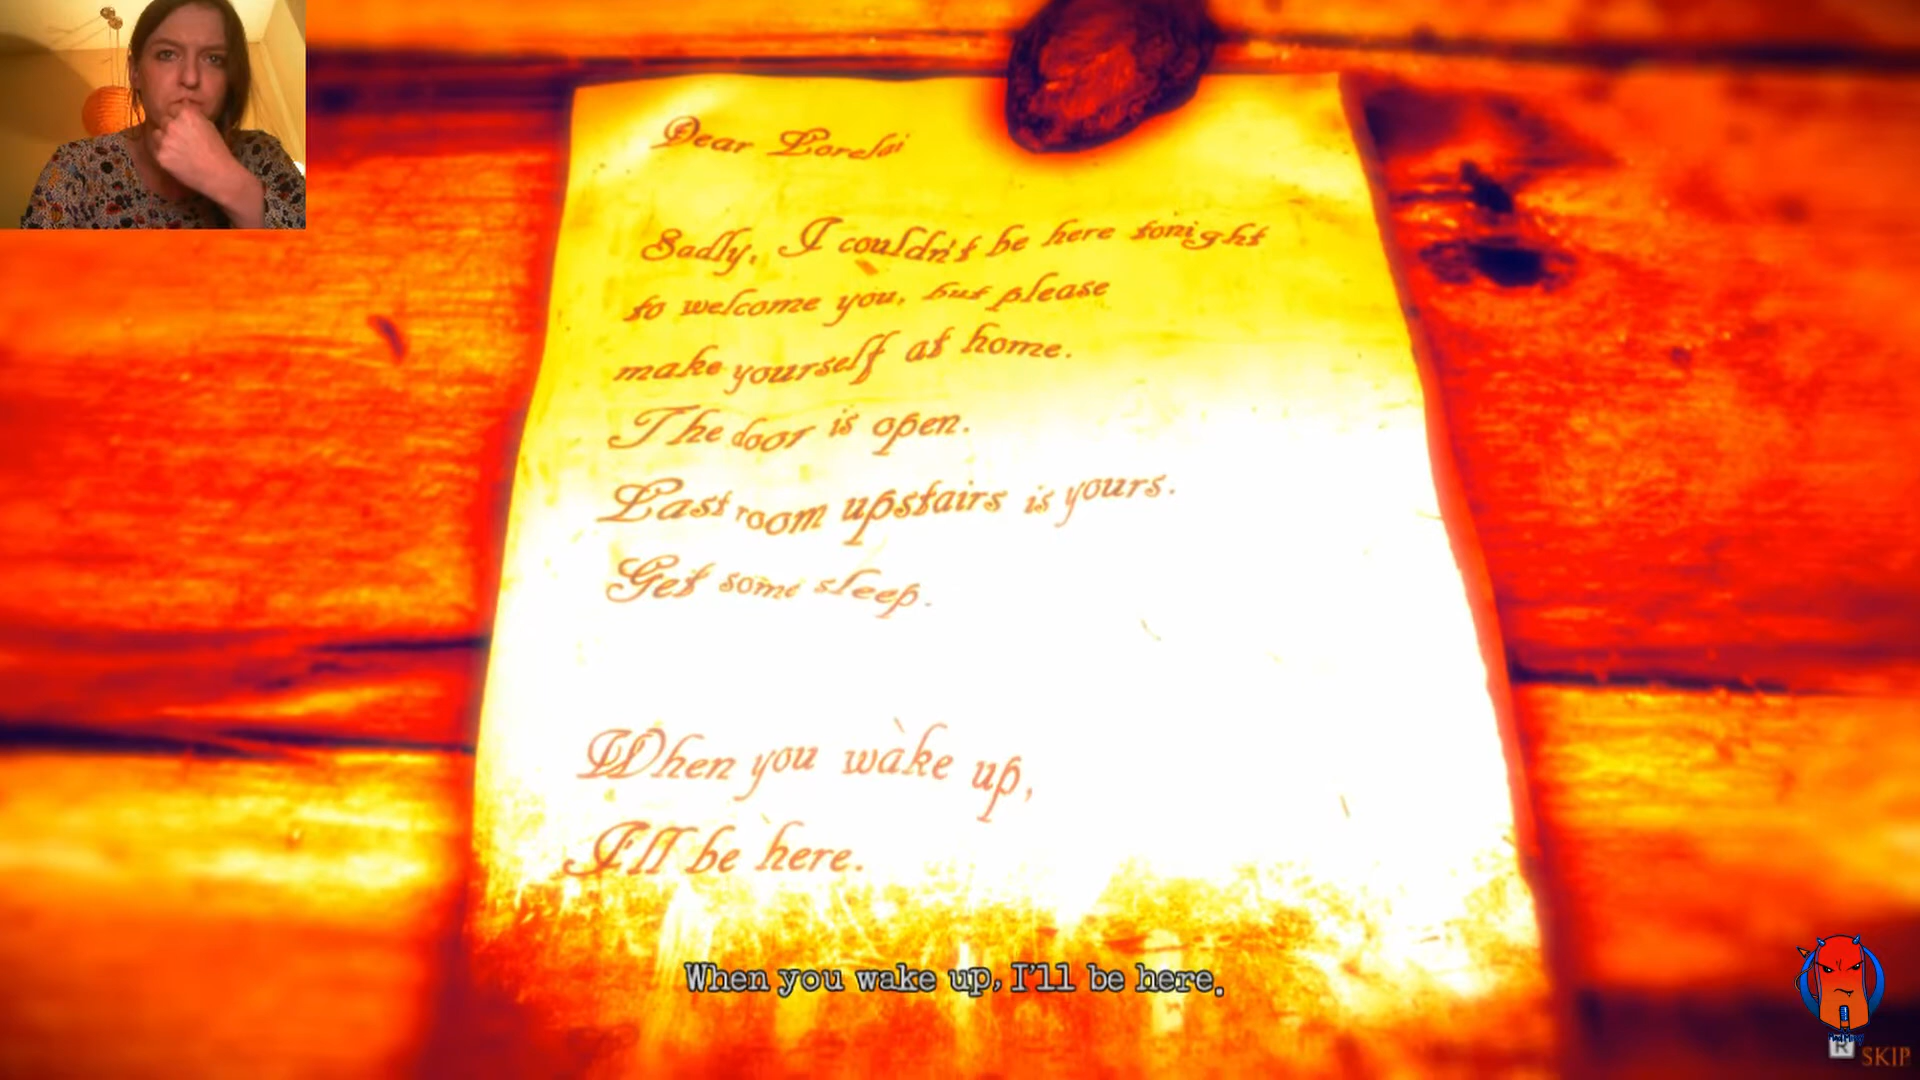 Dear Lorelai
Sadly, I couldn't be here tonight
to welcome you, but please
make yourself at home.
The door is open.
Last room upstairs is yours.
Get some sleep.
When you wake up,
I'll be here.
When you wake up, I'll be here.
R SKIP